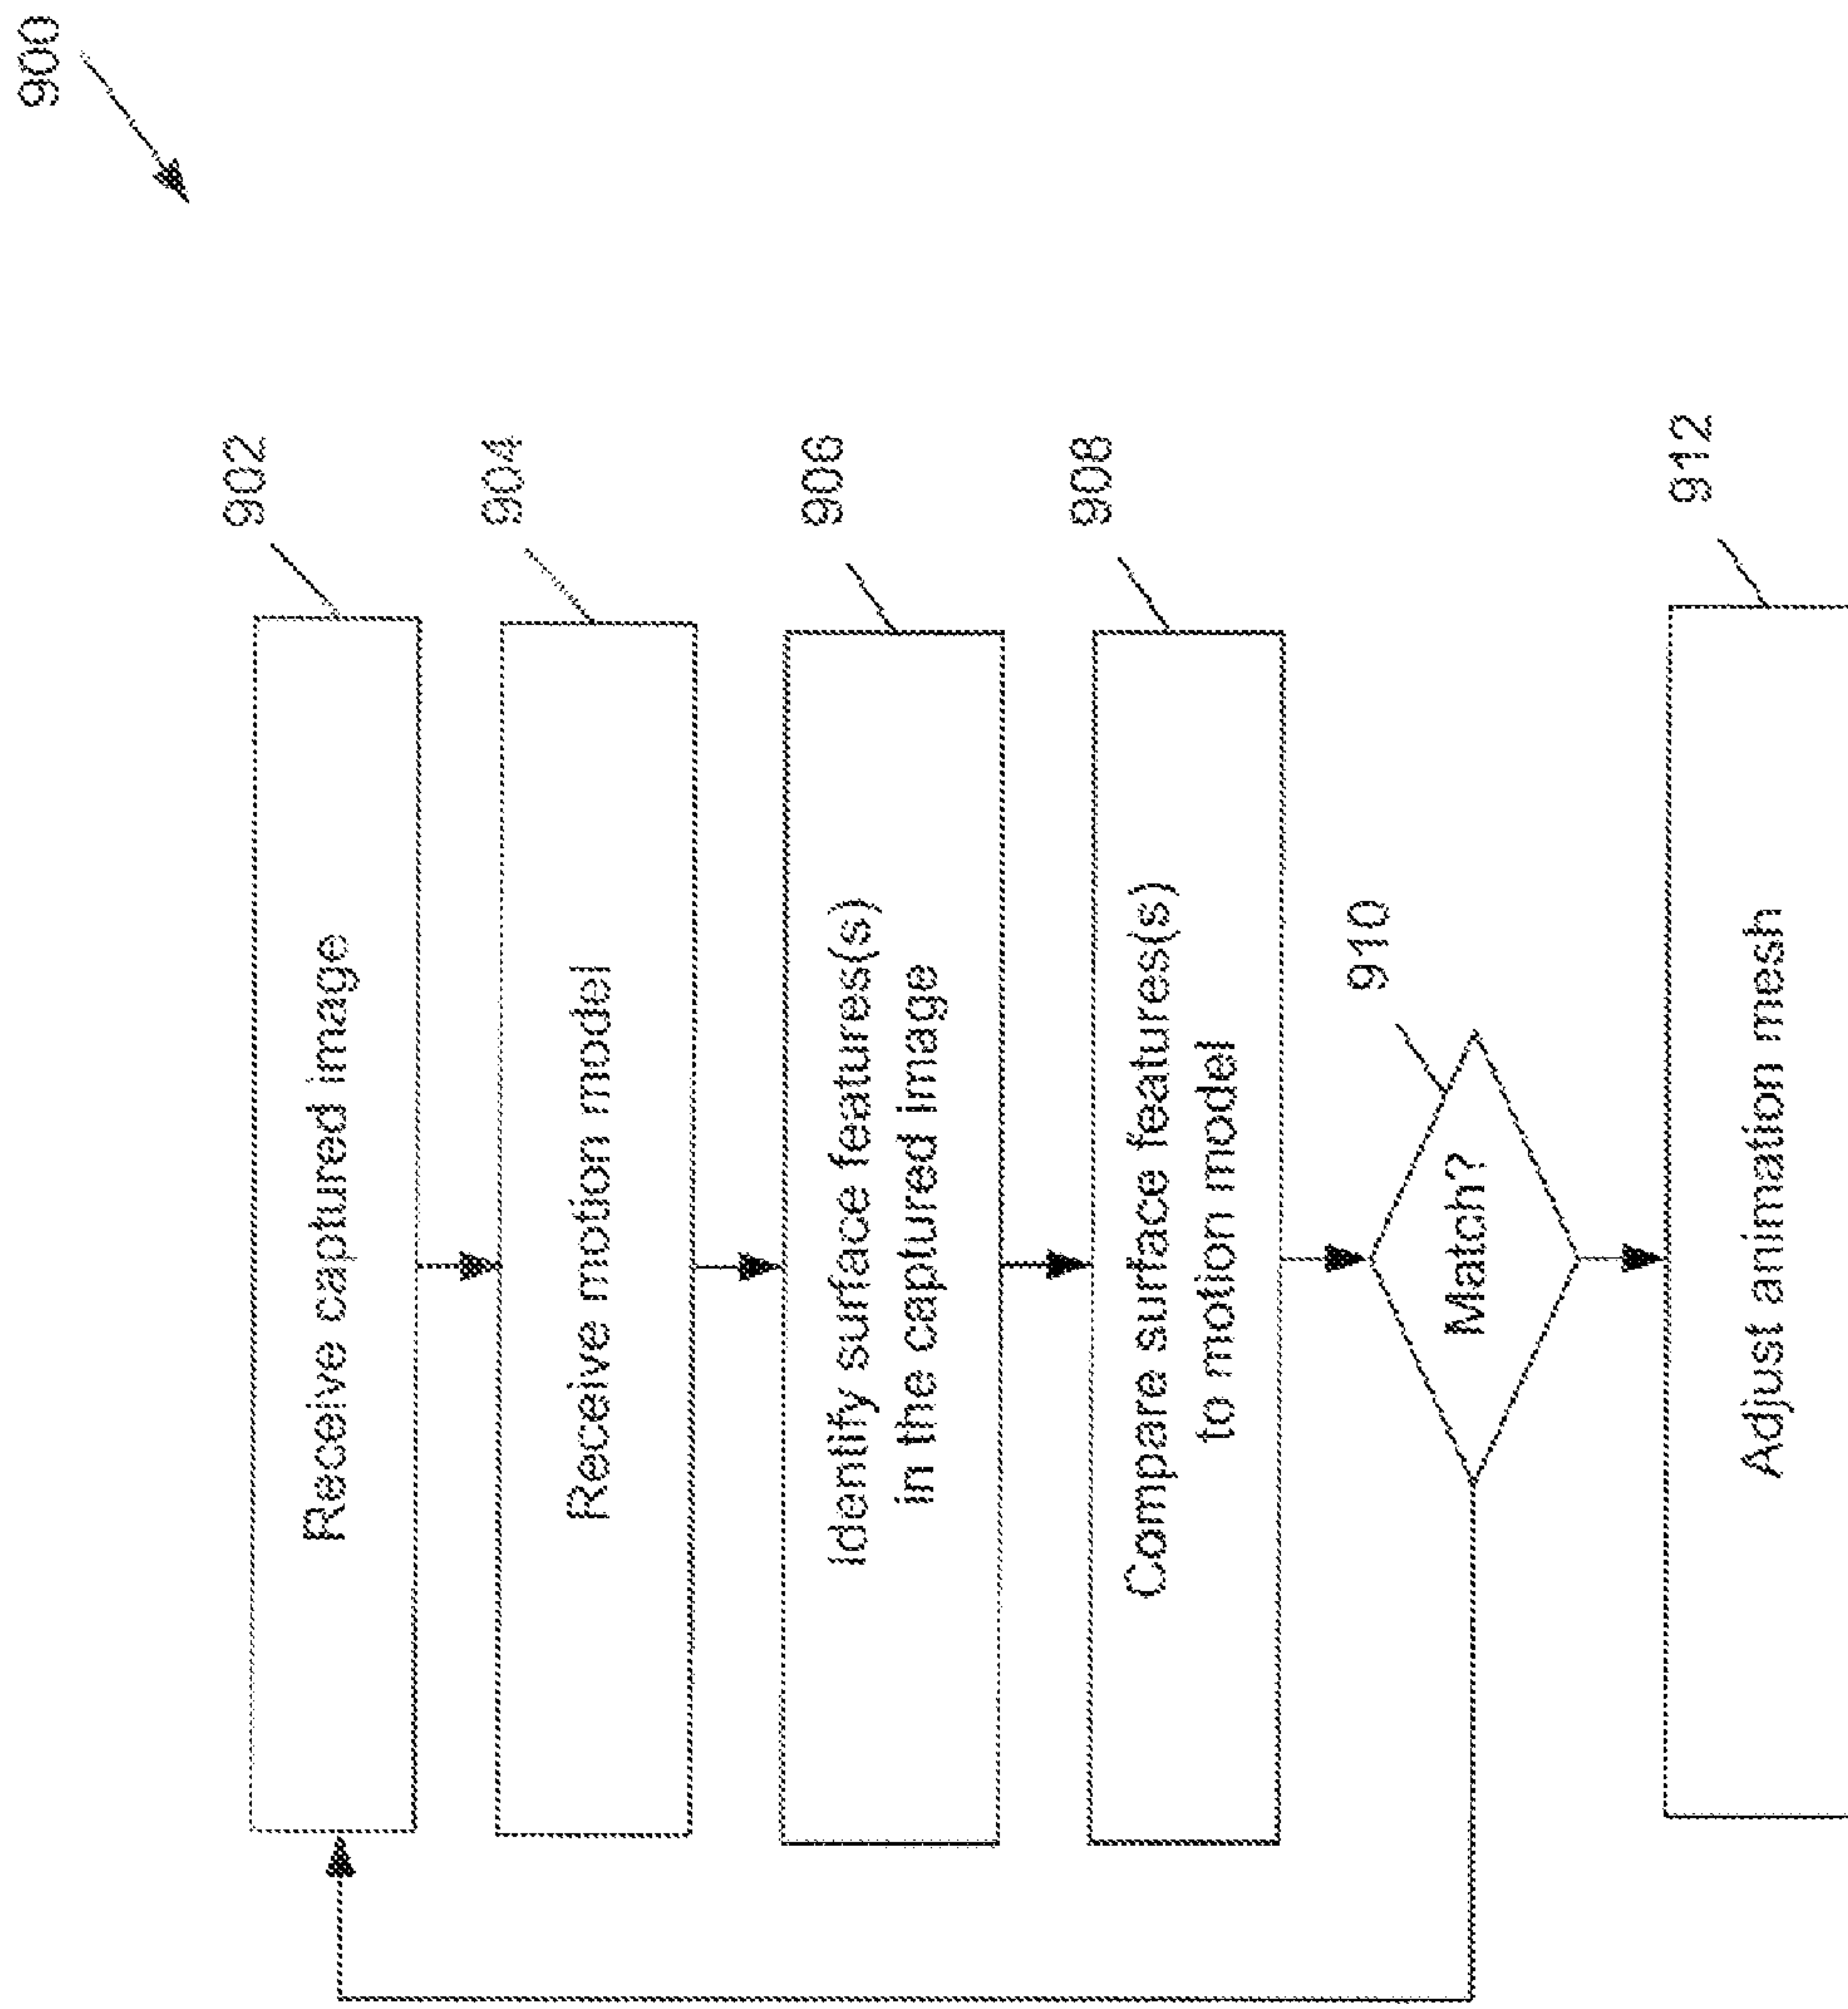 900
902
Receive captured image
904
Receive motion model
906
Identify surface features(s)
in the captured image
908
Compare surface features(s)
to motion model
910
Match?
912
Adjust animation mesh